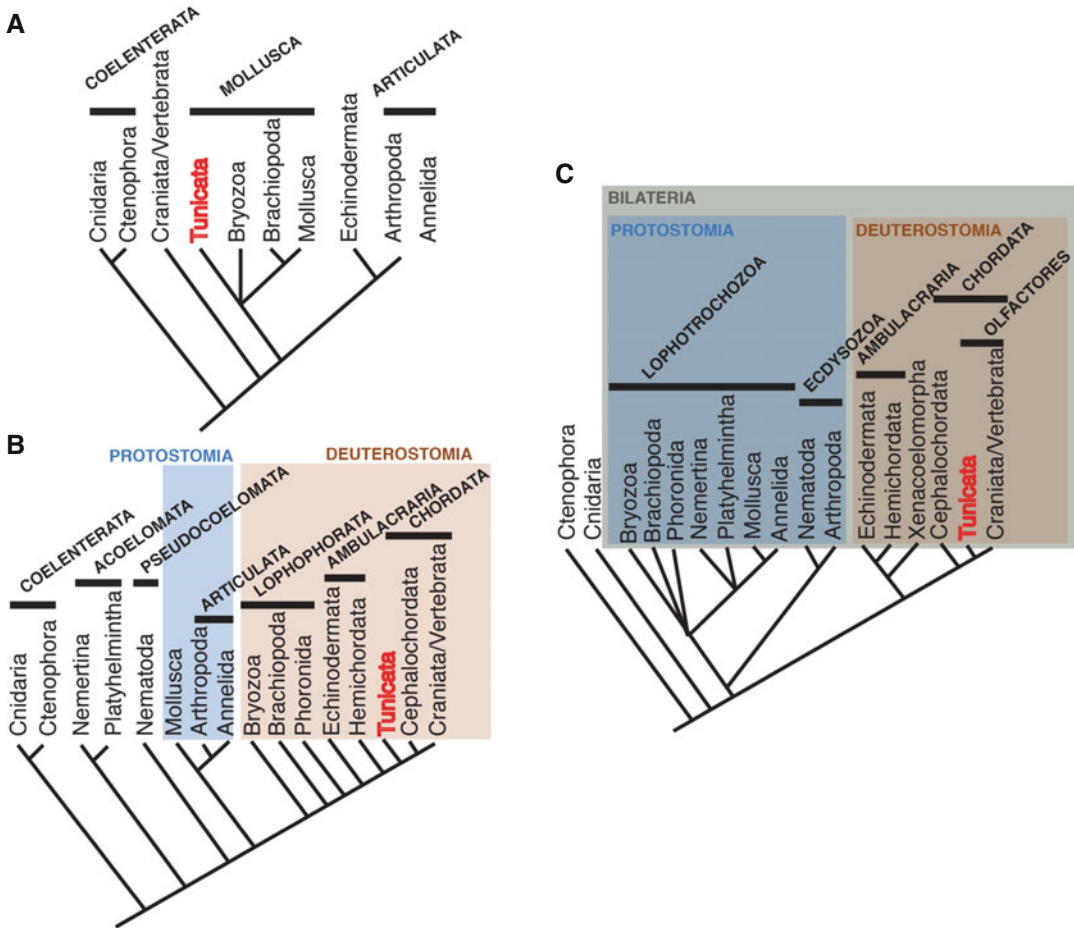 A
COELENTERATA
MOLLUSCA
ARTICULATA
Cnidaria
Ctenophora
Craniata/Vertebrata
Tunicata
Bryozoa
Brachiopoda
Mollusca
Echinodermata
Arthropoda
Annelida
B
PROTOSTOMIA
DEUTEROSTOMIA
COELENTERATA
ACOELOMATA
PSEUDOCOELOMATA
ARTICULATA
LOPHOPHORATA
AMBULACRARIA
CHORDATA
Cnidaria
Ctenophora
Nemertina
Platyhelmintha
Nematoda
Mollusca
Arthropoda
Annelida
Bryozoa
Brachiopoda
Phoronida
Echinodermata
Hemichordata
Tunicata
Cephalochordata
Craniata/Vertebrata
C
BILATERIA
PROTOSTOMIA
DEUTEROSTOMIA
LOPHOTROCHOZOA
ECDYSOZOA
AMBULACRARIA
CHORDATA
OLFACTORES
Ctenophora
Cnidaria
Bryozoa
Brachiopoda
Phoronida
Nemertina
Platyhelmintha
Mollusca
Annelida
Nematoda
Arthropoda
Echinodermata
Hemichordata
Xenacoelomorpha
Cephalochordata
Tunicata
Craniata/Vertebrata